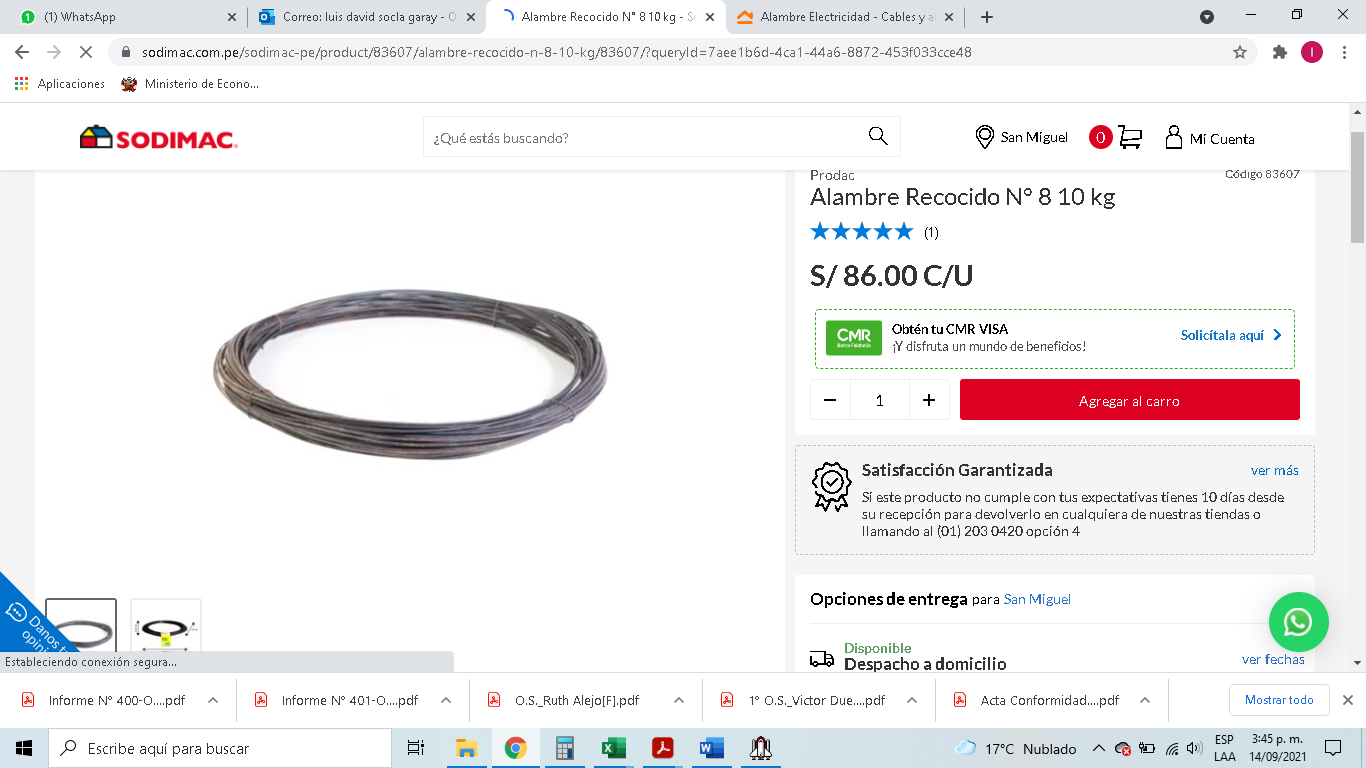 (1) WhatsApp
Correo: luis david socla garay - O
Alambre Recocido N° 8 10 kg - So
Alambre Electricidad - Cables y al
sodimac.com.pe/sodimac-pe/product/83607/alambre-recocido-n-8-10-kg/83607/?queryId=7aee1b6d-4ca1-44a6-8872-453f033cce48
I
Aplicaciones
Ministerio de Econo...
SODIMAC
¿Qué estás buscando?
San Miguel
0
Mi Cuenta
Prodac
Código 83607
Alambre Recocido N° 8 10 kg
(1)
S/ 86.00 C/U
CMR
Banco Falabella
Obtén tu CMR VISA
¡Y disfruta un mundo de beneficios!
Solicítala aquí
1
Agregar al carro
Satisfacción Garantizada
ver más
Si este producto no cumple con tus expectativas tienes 10 días desde
su recepción para devolverlo en cualquiera de nuestras tiendas o
llamando al (01) 203 0420 opción 4
Opciones de entrega para San Miguel
Disponible
Despacho a domicilio
ver fechas
Danos tu
opini
Estableciendo conexión segura...
Informe N° 400-O....pdf
Informe N° 401-O....pdf
O.S._Ruth Alejo[F].pdf
1° O.S._Victor Due....pdf
Acta Conformidad....pdf
Mostrar todo
Escribe aquí para buscar
17°C Nublado
ESP
LAA
3:45 p. m.
14/09/2021